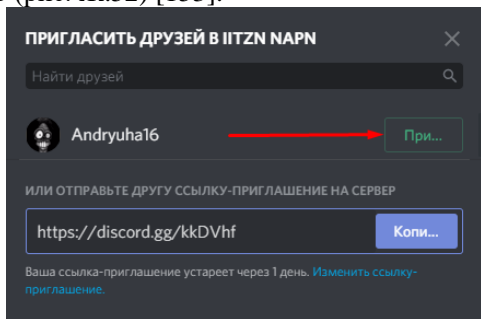 ПРИГЛАСИТЬ ДРУЗЕЙ В IITZN NAPN
Найти друзей
Andryuha16
При...
ИЛИ ОТПРАВЬТЕ ДРУГУ ССЫЛКУ-ПРИГЛАШЕНИЕ НА СЕРВЕР
https://discord.gg/kkDVhf
Копи...
Ваша ссылка-приглашение устареет через 1 день. Изменить ссылку-
приглашение.